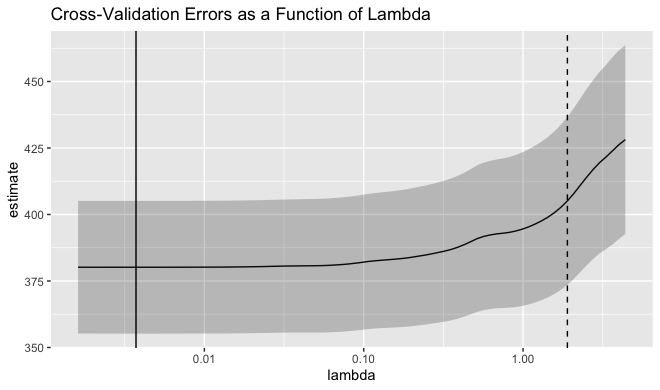 Cross-Validation Errors as a Function of Lambda
estimate
450
425
400
375
350
0.01 0.10 1.00
lambda